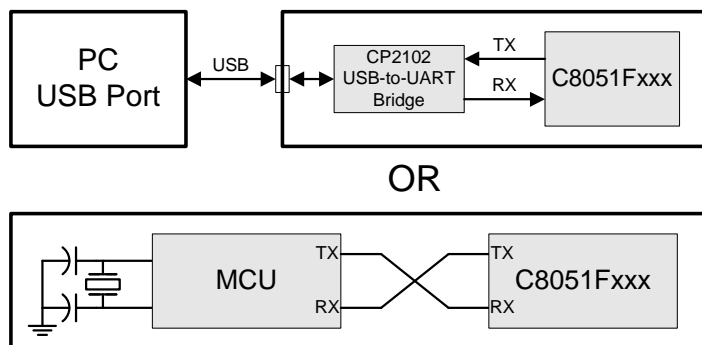 PC
USB Port
USB
CP2102
USB-to-UART
Bridge
TX
RX
C8051Fxxx
OR
MCU
TX
RX
TX
RX
C8051Fxxx